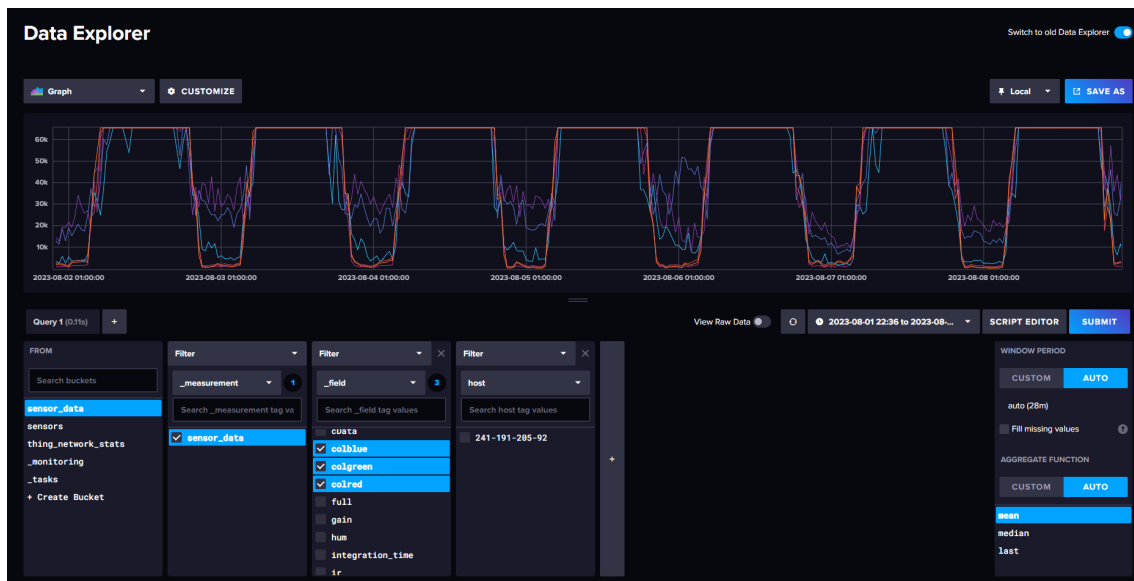 Data Explorer
Switch to old Data Explorer
Graph
CUSTOMIZE
Local
SAVE AS
60k
50k
40k
30k
20k
10k
2023-08-02 01:00:00
2023-08-03 01:00:00
2023-08-04 01:00:00
2023-08-05 01:00:00
2023-08-06 01:00:00
2023-08-07 01:00:00
2023-08-08 01:00:00
Query 1 (0.11s)
+
View Raw Data
2023-08-01 22:36 to 2023-08-...
SCRIPT EDITOR
SUBMIT
FROM
Search buckets
sensor_data
sensors
thing_network_stats
_monitoring
_tasks
+ Create Bucket
Filter
_measurement
1
Search _measurement tag va
sensor_data
Filter
_field
3
Search _field tag values
cData
colblue
colgreen
colred
full
gain
hum
integration_time
ir
Filter
host
Search host tag values
241-191-205-92
+
WINDOW PERIOD
CUSTOM
AUTO
auto (28m)
Fill missing values
?
AGGREGATE FUNCTION
CUSTOM
AUTO
mean
median
last